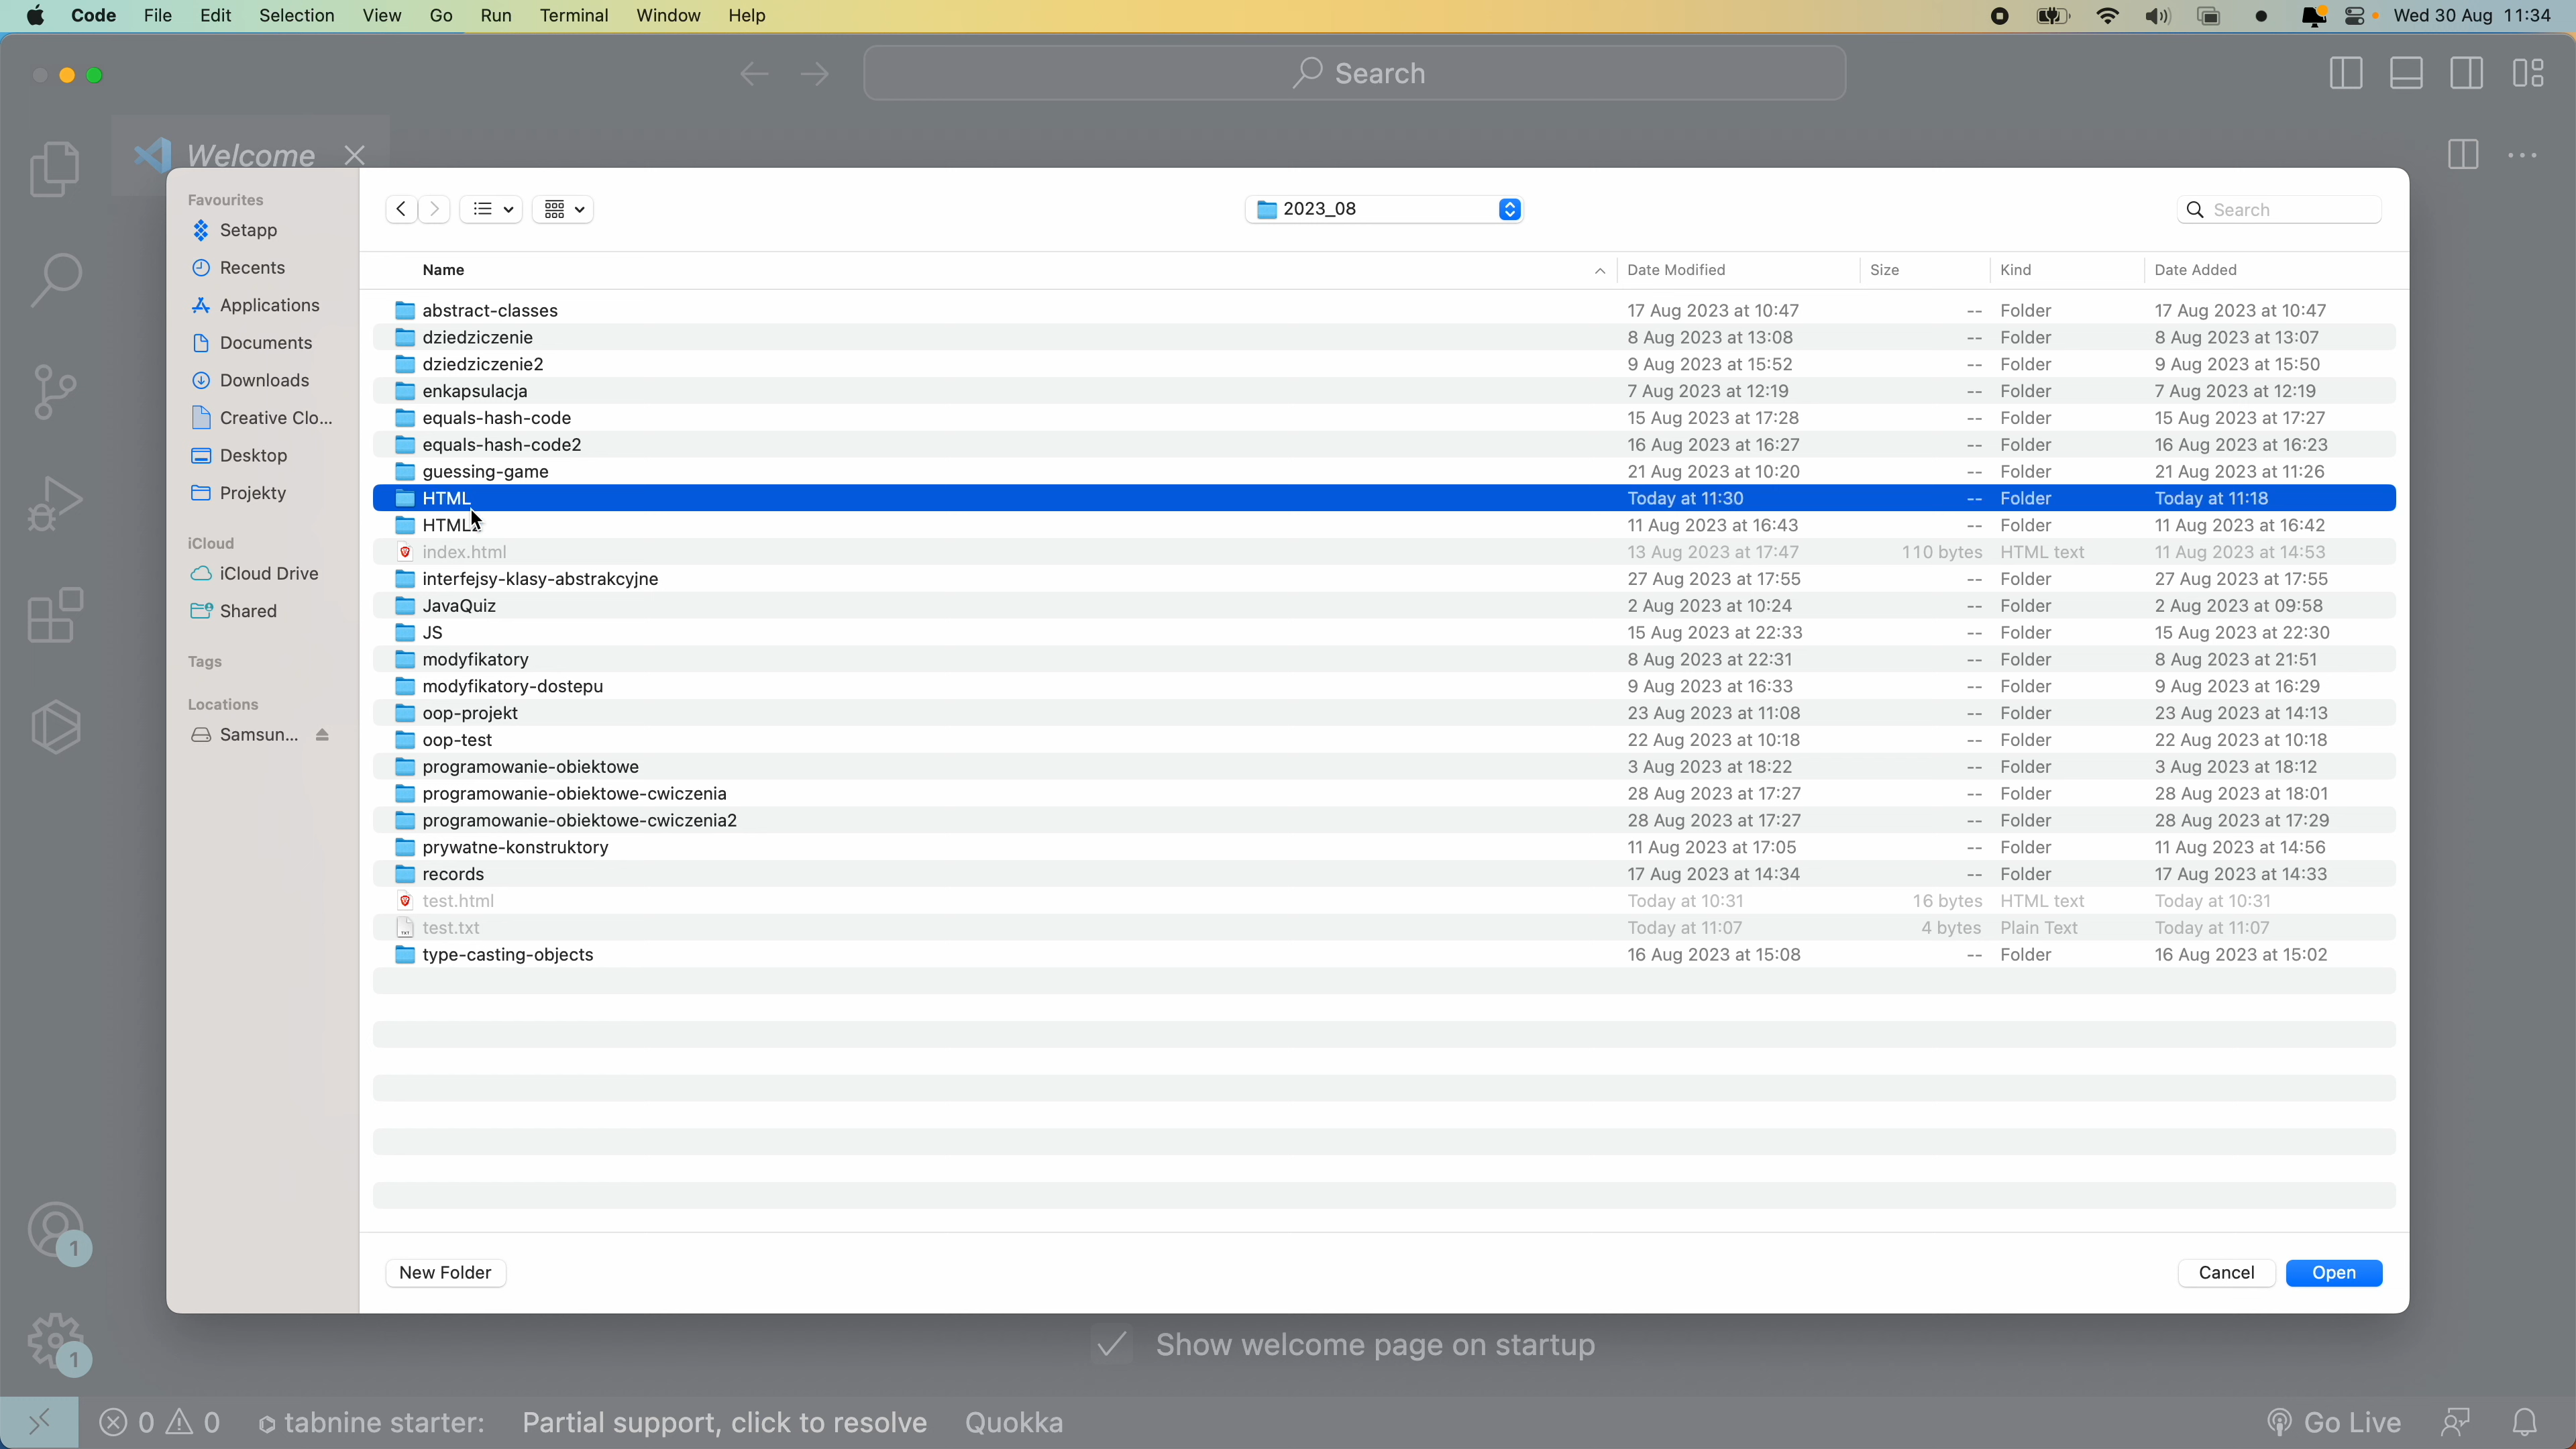 Code File Edit Selection View Go Run Terminal Window Help Wed 30 Aug 11:34
Search
Welcome
Favourites
Setapp
Recents
Applications
Documents
Downloads
Creative Clo...
Desktop
Projekty
iCloud
iCloud Drive
Shared
Tags
Locations
Samsun...
2023_08
Search
Name Date Modified Size Kind Date Added
abstract-classes 17 Aug 2023 at 10:47 -- Folder 17 Aug 2023 at 10:47
dziedziczenie 8 Aug 2023 at 13:08 -- Folder 8 Aug 2023 at 13:07
dziedziczenie2 9 Aug 2023 at 15:52 -- Folder 9 Aug 2023 at 15:50
enkapsulacja 7 Aug 2023 at 12:19 -- Folder 7 Aug 2023 at 12:19
equals-hash-code 15 Aug 2023 at 17:28 -- Folder 15 Aug 2023 at 17:27
equals-hash-code2 16 Aug 2023 at 16:27 -- Folder 16 Aug 2023 at 16:23
guessing-game 21 Aug 2023 at 10:20 -- Folder 21 Aug 2023 at 11:26
HTML Today at 11:30 -- Folder Today at 11:18
11 Aug 2023 at 16:43 -- Folder 11 Aug 2023 at 16:42
index.html 13 Aug 2023 at 17:47 110 bytes HTML text 11 Aug 2023 at 14:53
interfejsy-klasy-abstrakcyjne 27 Aug 2023 at 17:55 -- Folder 27 Aug 2023 at 17:55
JavaQuiz 2 Aug 2023 at 10:24 -- Folder 2 Aug 2023 at 09:58
JS 15 Aug 2023 at 22:33 -- Folder 15 Aug 2023 at 22:30
modyfikatory 8 Aug 2023 at 22:31 -- Folder 8 Aug 2023 at 21:51
modyfikatory-dostepu 9 Aug 2023 at 16:33 -- Folder 9 Aug 2023 at 16:29
oop-projekt 23 Aug 2023 at 11:08 -- Folder 23 Aug 2023 at 14:13
oop-test 22 Aug 2023 at 10:18 -- Folder 22 Aug 2023 at 10:18
programowanie-obiektowe 3 Aug 2023 at 18:22 -- Folder 3 Aug 2023 at 18:12
programowanie-obiektowe-cwiczenia 28 Aug 2023 at 17:27 -- Folder 28 Aug 2023 at 18:01
programowanie-obiektowe-cwiczenia2 28 Aug 2023 at 17:27 -- Folder 28 Aug 2023 at 17:29
prywatne-konstruktory 11 Aug 2023 at 17:05 -- Folder 11 Aug 2023 at 14:56
records 17 Aug 2023 at 14:34 -- Folder 17 Aug 2023 at 14:33
test.html Today at 10:31 16 bytes HTML text Today at 10:31
test.txt Today at 11:07 4 bytes Plain Text Today at 11:07
type-casting-objects 16 Aug 2023 at 15:08 -- Folder 16 Aug 2023 at 15:02
New Folder Cancel Open
1
Show welcome page on startup
1
0 0 tabnine starter: Partial support, click to resolve Quokka Go Live